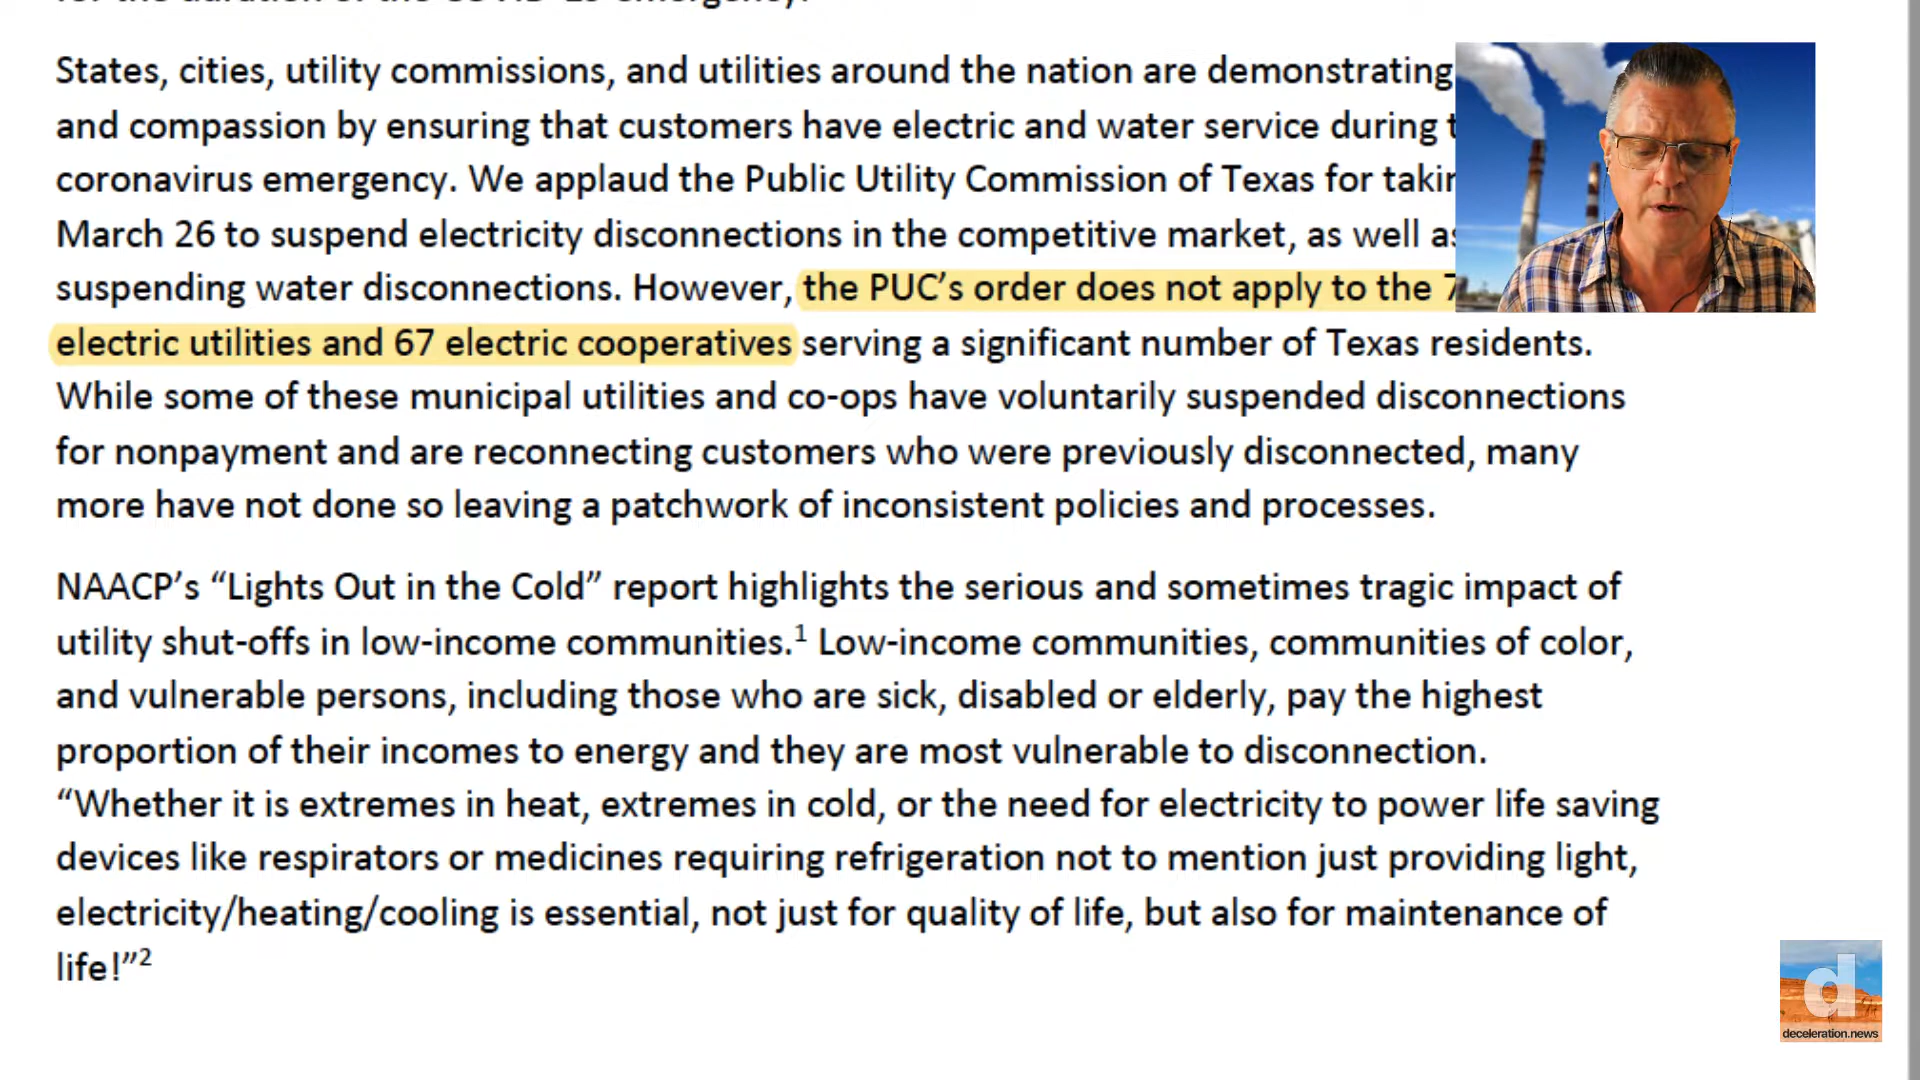 States, cities, utility commissions, and utilities around the nation are demonstrating
and compassion by ensuring that customers have electric and water service during
coronavirus emergency. We applaud the Public Utility Commission of Texas for
March 26 to suspend electricity disconnections in the competitive market, as well as
suspending water disconnections. However, the PUC’s order does not apply to the 7
electric utilities and 67 electric cooperatives serving a significant number of Texas residents.
While some of these municipal utilities and co-ops have voluntarily suspended disconnections
for nonpayment and are reconnecting customers who were previously disconnected, many
more have not done so leaving a patchwork of inconsistent policies and processes.
NAACP’s “Lights Out in the Cold” report highlights the serious and sometimes tragic impact of
utility shut-offs in low-income communities.1 Low-income communities, communities of color,
and vulnerable persons, including those who are sick, disabled or elderly, pay the highest
proportion of their incomes to energy and they are most vulnerable to disconnection.
“Whether it is extremes in heat, extremes in cold, or the need for electricity to power life saving
devices like respirators or medicines requiring refrigeration not to mention just providing light,
electricity/heating/cooling is essential, not just for quality of life, but also for maintenance of
life!”2
d
deceleration.news